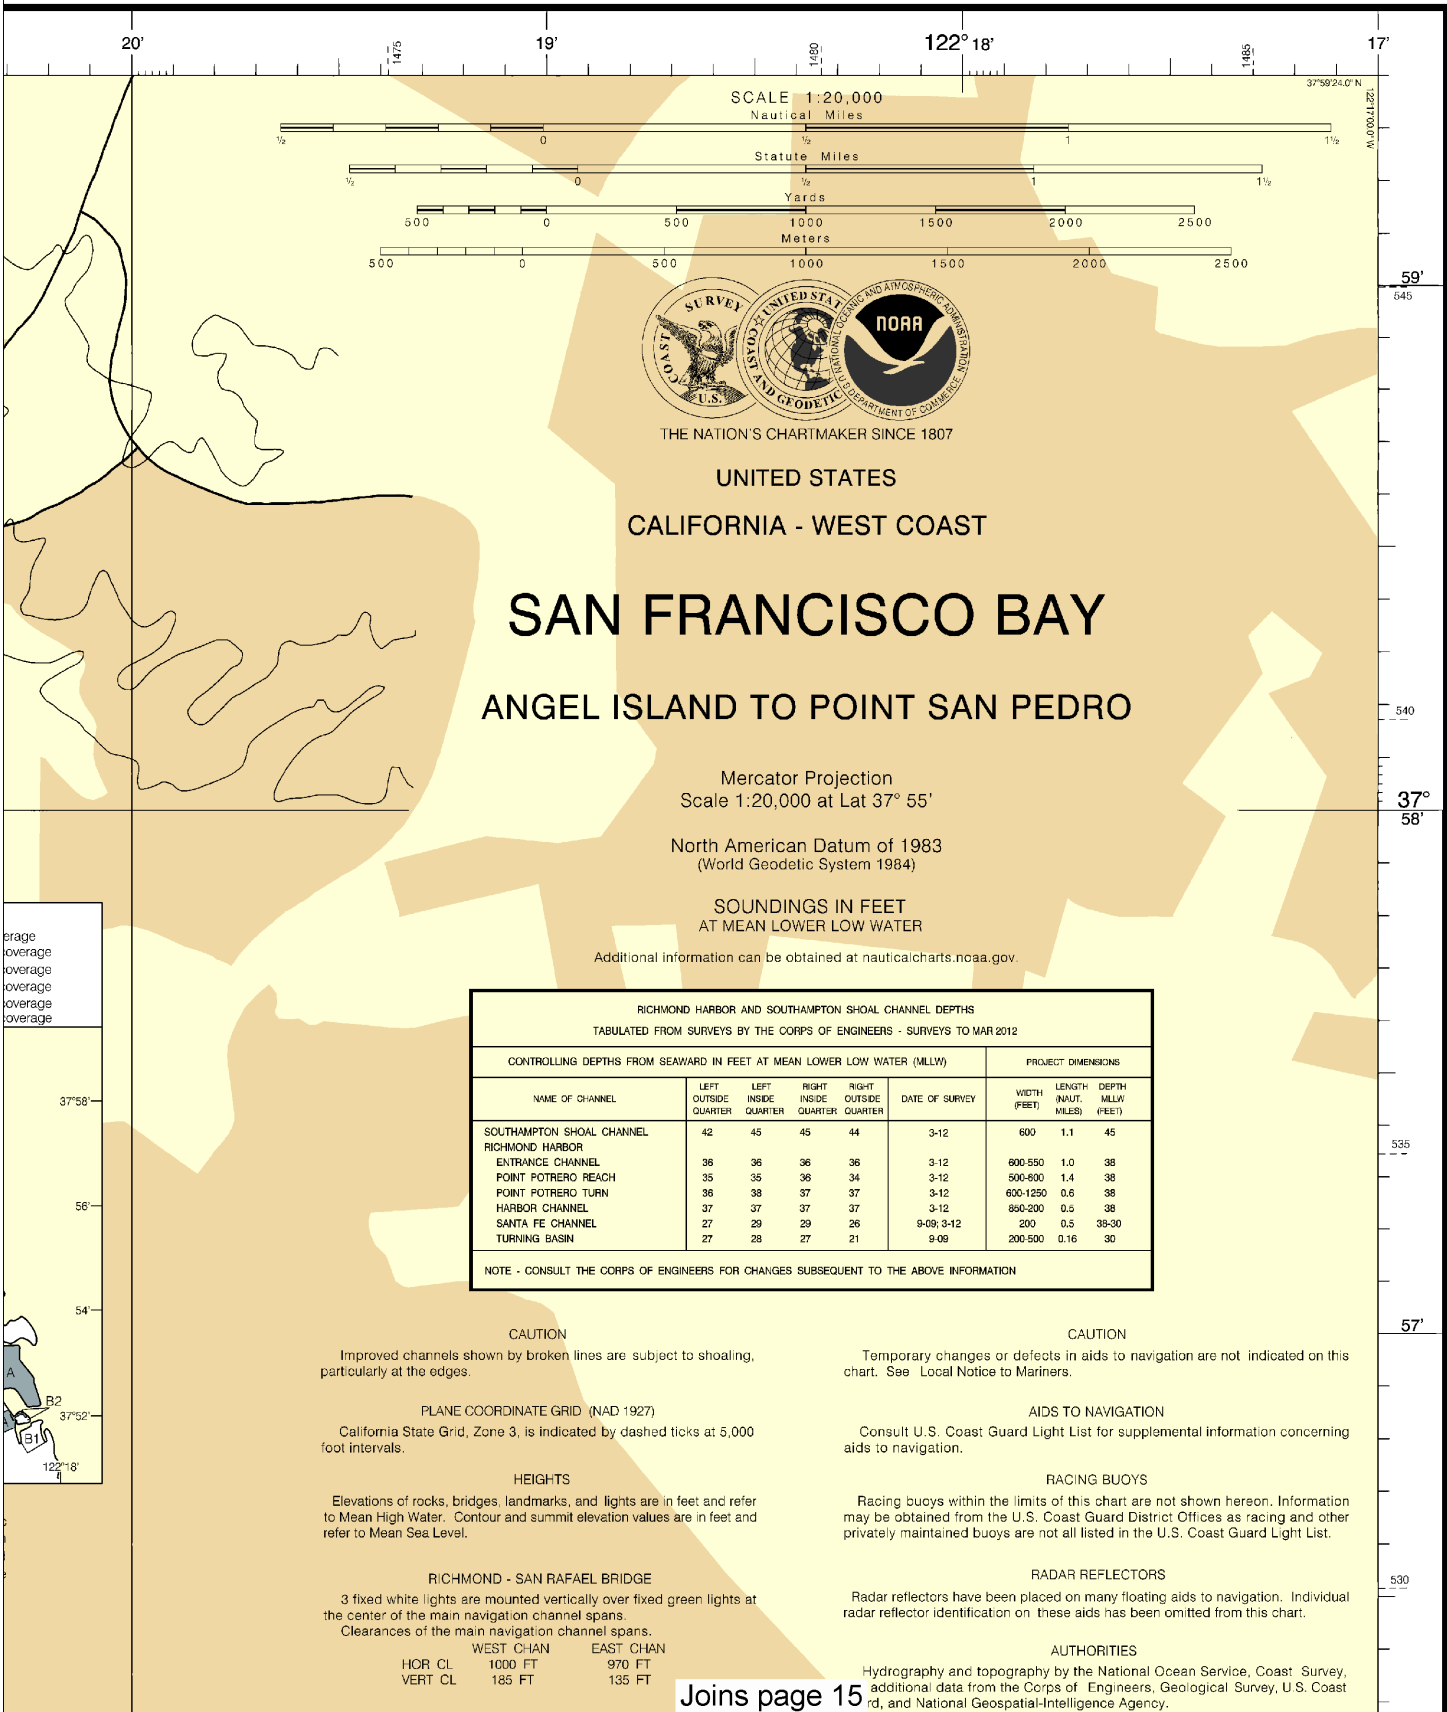 20' 19' 122° 18' 17'
1475 1480 1485
37°59'24.0" N
122°17'00.0" W
SCALE 1:20,000
Nautical Miles
½ 0 ½ 1 1½
Statute Miles
½ 0 ½ 1 1½
Yards
500 0 500 1000 1500 2000 2500
Meters
500 0 500 1000 1500 2000 2500
59'
545
COAST SURVEY U.S.
UNITED STAT
COAST AND GEODETIC
NATIONAL OCEANIC AND ATMOSPHERIC ADMINISTRATION
NOAA
U S DEPARTMENT OF COMMERCE
THE NATION'S CHARTMAKER SINCE 1807
UNITED STATES
CALIFORNIA - WEST COAST
SAN FRANCISCO BAY
ANGEL ISLAND TO POINT SAN PEDRO
540
Mercator Projection
Scale 1:20,000 at Lat 37° 55'
37°
58'
North American Datum of 1983
(World Geodetic System 1984)
SOUNDINGS IN FEET
AT MEAN LOWER LOW WATER
Additional information can be obtained at nauticalcharts.noaa.gov.
erage
overage
overage
overage
overage
overage
RICHMOND HARBOR AND SOUTHAMPTON SHOAL CHANNEL DEPTHS
TABULATED FROM SURVEYS BY THE CORPS OF ENGINEERS - SURVEYS TO MAR 2012
CONTROLLING DEPTHS FROM SEAWARD IN FEET AT MEAN LOWER LOW WATER (MLLW) PROJECT DIMENSIONS
NAME OF CHANNEL LEFT OUTSIDE QUARTER LEFT INSIDE QUARTER RIGHT INSIDE QUARTER RIGHT OUTSIDE QUARTER DATE OF SURVEY WIDTH (FEET) LENGTH (NAUT. MILES) DEPTH MLLW (FEET)
SOUTHAMPTON SHOAL CHANNEL 42 45 45 44 3-12 600 1.1 45
RICHMOND HARBOR
ENTRANCE CHANNEL 36 36 36 36 3-12 600-550 1.0 38
POINT POTRERO REACH 35 35 36 34 3-12 500-600 1.4 38
POINT POTRERO TURN 36 38 37 37 3-12 600-1250 0.6 38
HARBOR CHANNEL 37 37 37 37 3-12 850-200 0.5 38
SANTA FE CHANNEL 27 29 29 26 9-09; 3-12 200 0.5 38-30
TURNING BASIN 27 28 27 21 9-09 200-500 0.16 30
NOTE - CONSULT THE CORPS OF ENGINEERS FOR CHANGES SUBSEQUENT TO THE ABOVE INFORMATION
37°58'
56'
54'
37°52'
122°18'
A
B2
B1
535
57'
530
CAUTION
Improved channels shown by broken lines are subject to shoaling,
particularly at the edges.
PLANE COORDINATE GRID (NAD 1927)
California State Grid, Zone 3, is indicated by dashed ticks at 5,000
foot intervals.
HEIGHTS
Elevations of rocks, bridges, landmarks, and lights are in feet and refer
to Mean High Water. Contour and summit elevation values are in feet and
refer to Mean Sea Level.
RICHMOND - SAN RAFAEL BRIDGE
3 fixed white lights are mounted vertically over fixed green lights at
the center of the main navigation channel spans.
Clearances of the main navigation channel spans.
WEST CHAN EAST CHAN
HOR CL 1000 FT 970 FT
VERT CL 185 FT 135 FT
CAUTION
Temporary changes or defects in aids to navigation are not indicated on this
chart. See Local Notice to Mariners.
AIDS TO NAVIGATION
Consult U.S. Coast Guard Light List for supplemental information concerning
aids to navigation.
RACING BUOYS
Racing buoys within the limits of this chart are not shown hereon. Information
may be obtained from the U.S. Coast Guard District Offices as racing and other
privately maintained buoys are not all listed in the U.S. Coast Guard Light List.
RADAR REFLECTORS
Radar reflectors have been placed on many floating aids to navigation. Individual
radar reflector identification on these aids has been omitted from this chart.
AUTHORITIES
Hydrography and topography by the National Ocean Service, Coast Survey,
additional data from the Corps of Engineers, Geological Survey, U.S. Coast
rd, and National Geospatial-Intelligence Agency.
Joins page 15